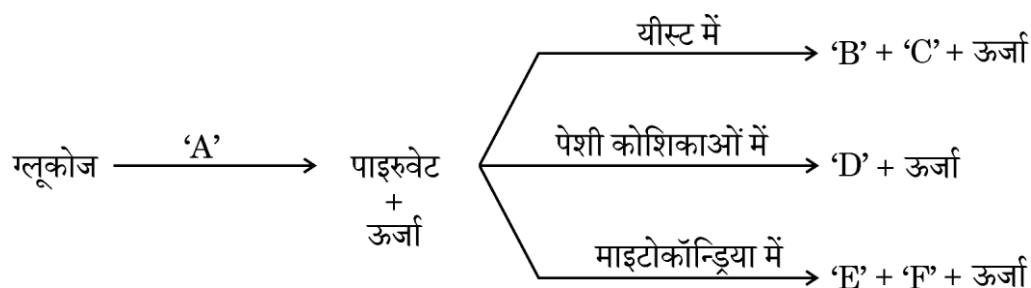 यीस्ट में
‘B’ + ‘C’ + ऊर्जा
ग्लूकोज ‘A’ पाइरुवेट
+
ऊर्जा
पेशी कोशिकाओं में
‘D’ + ऊर्जा
माइटोकॉन्ड्रिया में
‘E’ + ‘F’ + ऊर्जा